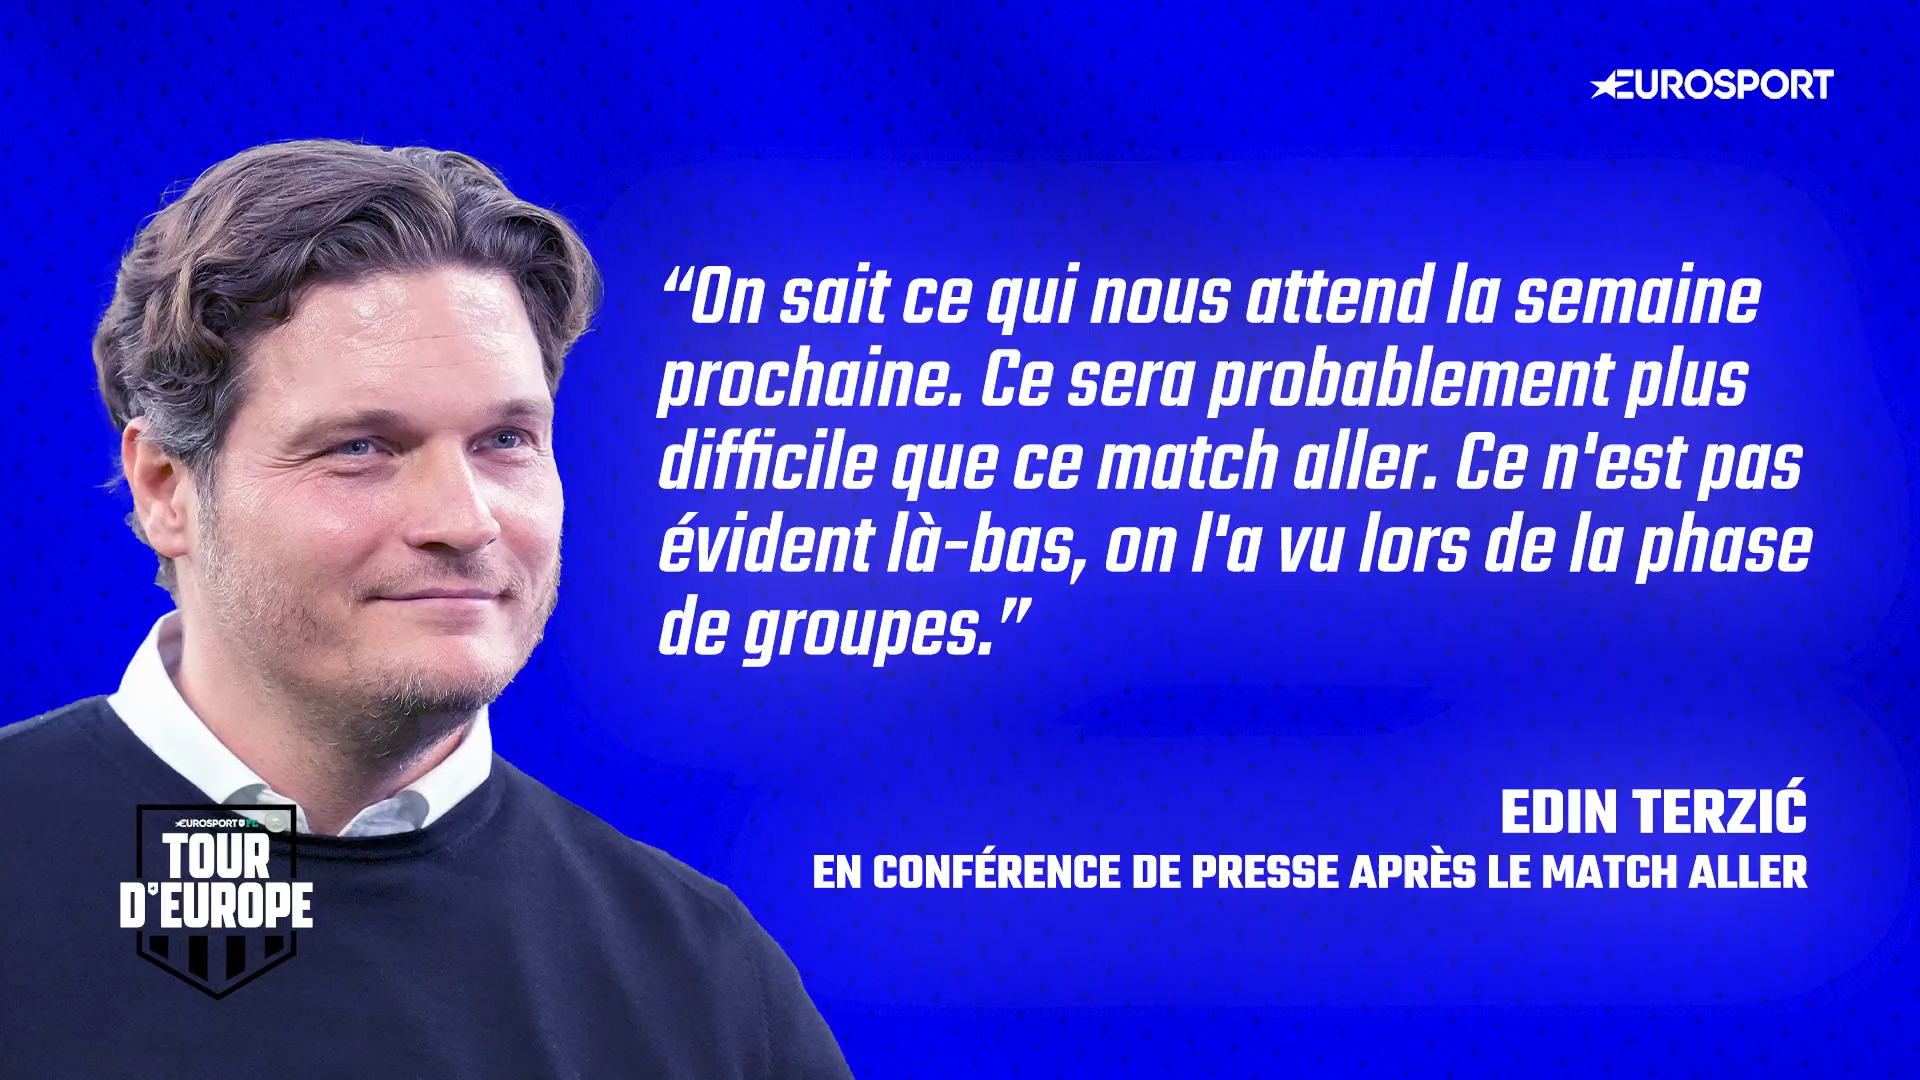 EUROSPORT
“On sait ce qui nous attend la semaine
prochaine. Ce sera probablement plus
difficile que ce match aller. Ce n'est pas
évident là-bas, on l'a vu lors de la phase
de groupes.”
EDIN TERZIĆ
EN CONFÉRENCE DE PRESSE APRÈS LE MATCH ALLER
EUROSPORT FC
TOUR
D'EUROPE